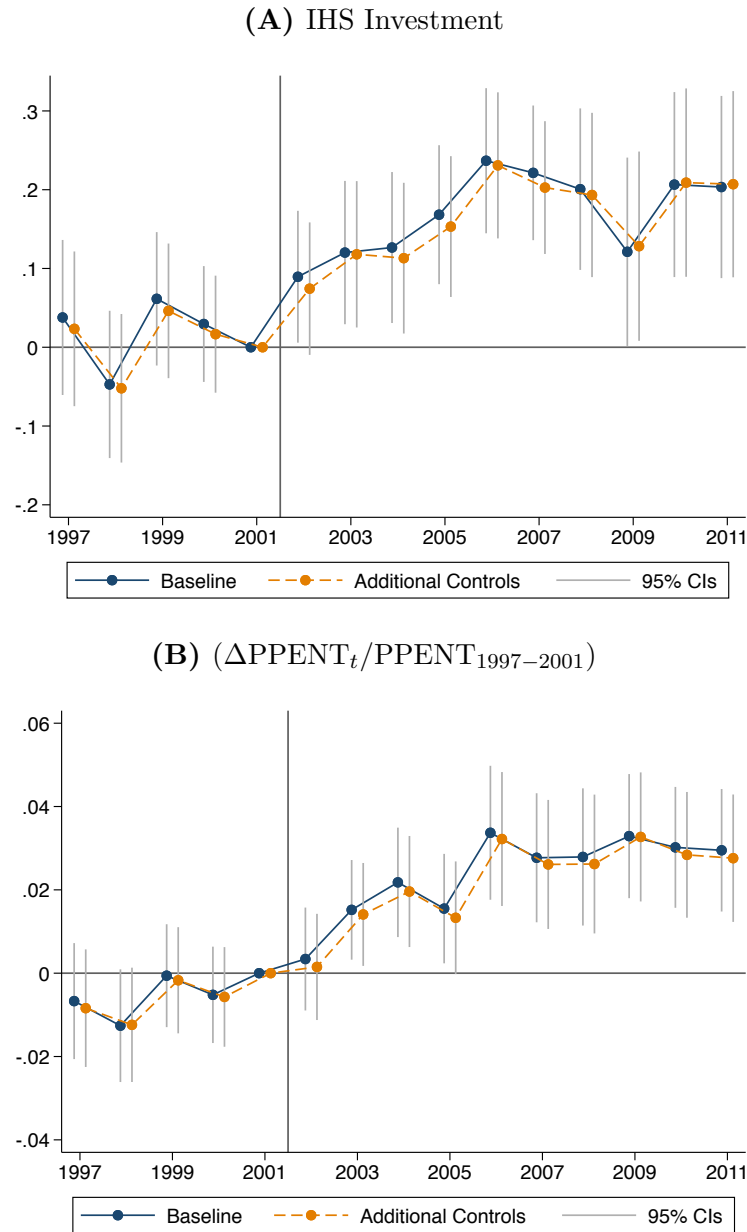 (A) IHS Investment
.3
.2
.1
0
-.1
-.2
1997 1999 2001 2003 2005 2007 2009 2011
Baseline Additional Controls 95% CIs
(B) (ΔPPENTₜ/PPENT₁₉₉₇₋₂₀₀₁)
.06
.04
.02
0
-.02
-.04
1997 1999 2001 2003 2005 2007 2009 2011
Baseline Additional Controls 95% CIs